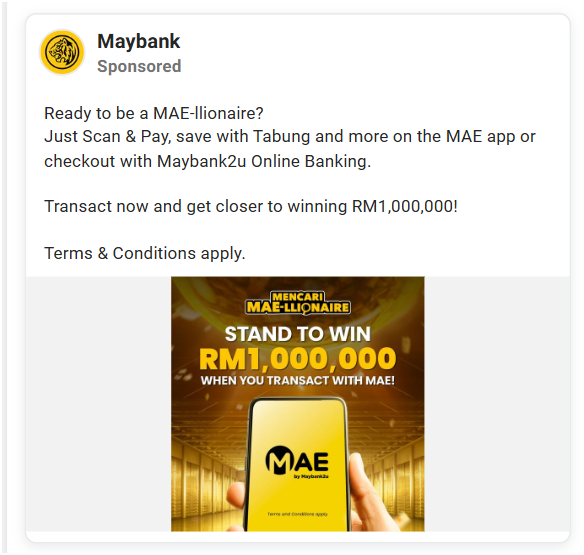 Maybank
Sponsored
Ready to be a MAE-llionaire?
Just Scan & Pay, save with Tabung and more on the MAE app or
checkout with Maybank2u Online Banking.
Transact now and get closer to winning RM1,000,000!
Terms & Conditions apply.
MENCARI
MAE-LLIONAIRE
STAND TO WIN
RM1,000,000
WHEN YOU TRANSACT WITH MAE!
MAE
by Maybank2u
Terms and Conditions apply.